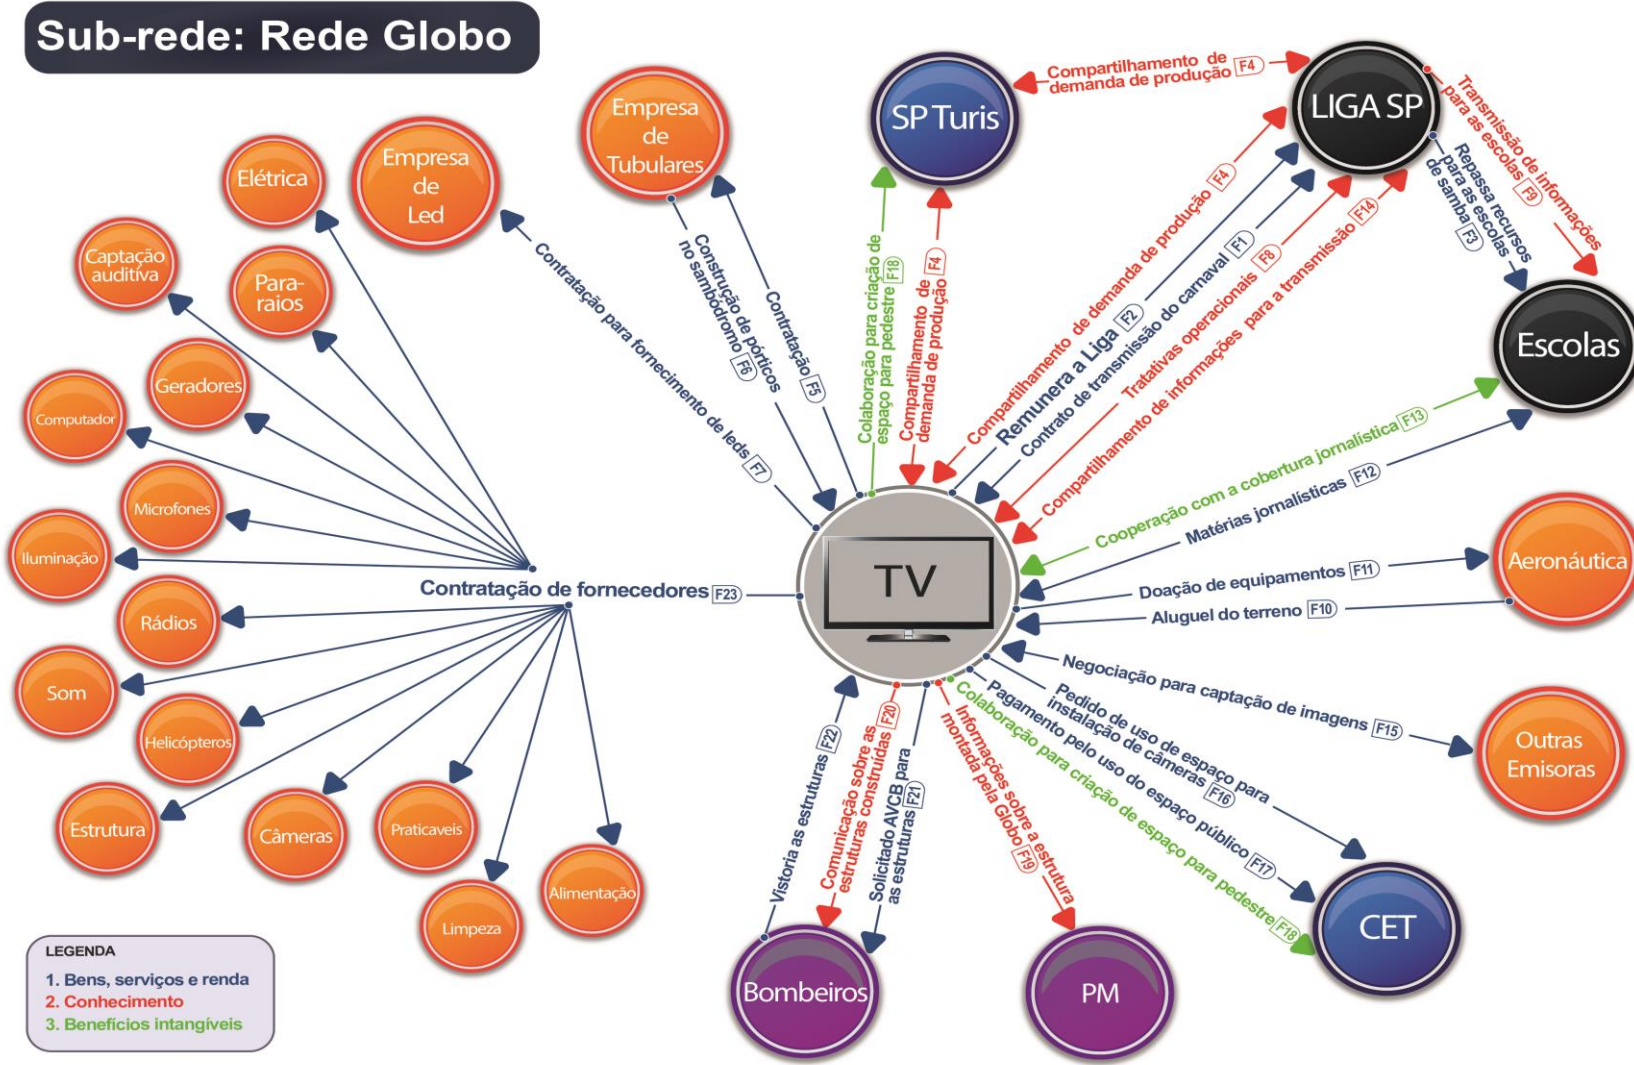 Sub-rede: Rede Globo
Elétrica
Empresa
de
Led
Empresa
de
Tubulares
SP Turis
Compartilhamento de
demanda de produção F4
LIGA SP
Transmissão de informações
para as escolas F9
Repassa recursos
para as escolas
de samba F3
Escolas
Captação
auditíva
Para-
raios
Geradores
Computador
Microfones
Iluminação
Rádios
Som
Helicópteros
Estrutura
Câmeras
Praticaveis
Limpeza
Alimentação
Contratação de fornecedores F23
Contratação para fornecimento de leds F7
Construção de pórticos
no sambódromo F6
Contratação F5
Colaboração para criação de
espaço para pedestre F18
Compartilhamento de
demanda de produção F4
Compartilhamento de demanda de produção F4
Remunera a Liga F2
Contrato de transmissão do carnaval F1
Tratativas operacionais F8
Compartilhamento de informações para a transmissão F14
Cooperação com a cobertura jornalística F13
Matérias jornalísticas F12
TV
Doação de equipamentos F11
Aluguel do terreno F10
Aeronáutica
Negociação para captação de imagens F15
Outras
Emisoras
Pedido de uso de espaço para
instalação de câmeras F16
Pagamento pelo uso do espaço público F17
Colaboração para criação de espaço para pedestre F18
CET
Informações sobre a estrutura
montada pela Globo F19
PM
Vistoria as estruturas F22
Comunicação sobre as
estruturas construídas F20
Solicitado AVCB para
as estruturas F21
Bombeiros
LEGENDA
1. Bens, serviços e renda
2. Conhecimento
3. Benefícios intangíveis